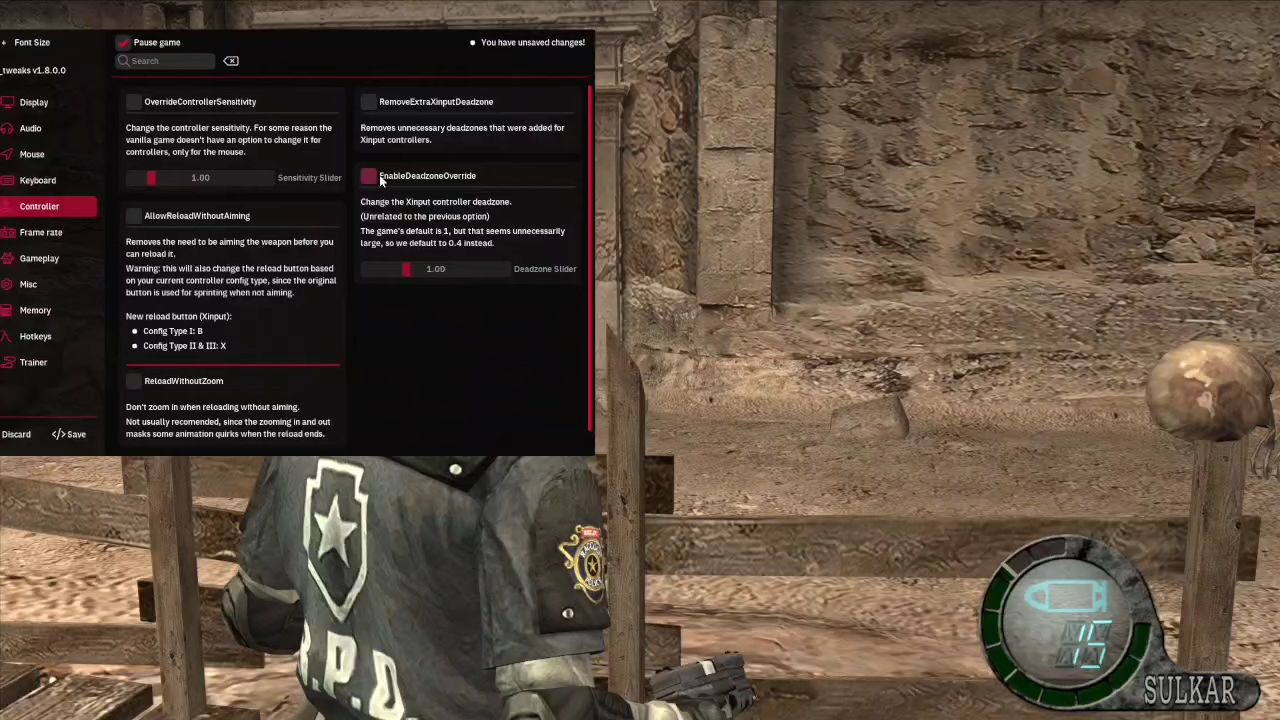 + Font Size
_tweaks v1.8.0.0
Display
Audio
Mouse
Keyboard
Controller
Frame rate
Gameplay
Misc
Memory
Hotkeys
Trainer
Discard </> Save
Pause game
You have unsaved changes!
Search
OverrideControllerSensitivity
Change the controller sensitivity. For some reason the
vanilla game doesn't have an option to change it for
controllers, only for the mouse.
1.00 Sensitivity Slider
AllowReloadWithoutAiming
Removes the need to be aiming the weapon before you
can reload it.
Warning: this will also change the reload button based
on your current controller config type, since the original
button is used for sprinting when not aiming.
New reload button (Xinput):
Config Type I: B
Config Type II & III: X
ReloadWithoutZoom
Don't zoom in when reloading without aiming.
Not usually recomended, since the zooming in and out
masks some animation quirks when the reload ends.
RemoveExtraXinputDeadzone
Removes unnecessary deadzones that were added for
Xinput controllers.
EnableDeadzoneOverride
Change the Xinput controller deadzone.
(Unrelated to the previous option)
The game's default is 1, but that seems unnecessarily
large, so we default to 0.4 instead.
1.00 Deadzone Slider
R.P.D
15
SULKAR